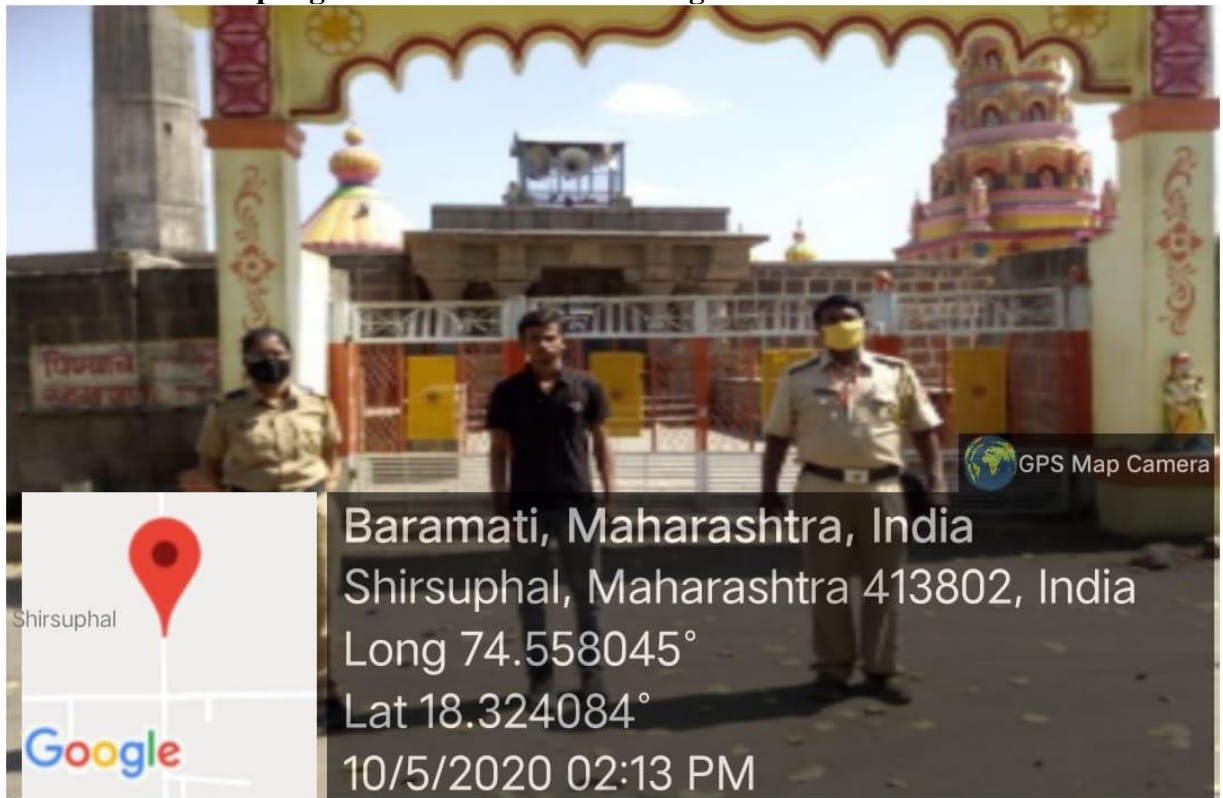 GPS Map Camera
पिण्याचे
Baramati, Maharashtra, India
Shirsuphal, Maharashtra 413802, India
Long 74.558045°
Lat 18.324084°
10/5/2020 02:13 PM
Shirsuphal
Google